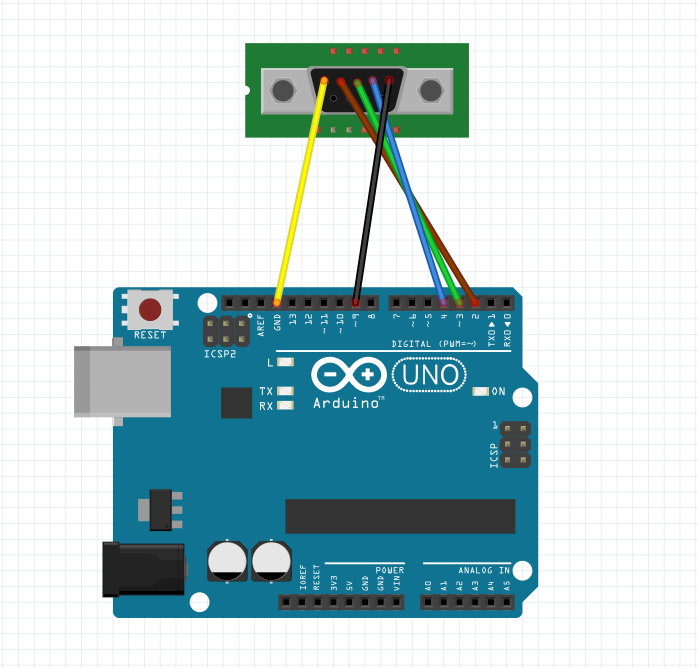 RESET
ICSP2
AREF
GND
13
12
~11
~10
~9
8
7
~6
~5
4
~3
2
TX0▶1
RX0◀0
DIGITAL (PWM=~)
L
TX
RX
UNO
Arduino™
ON
1
ICSP
POWER
ANALOG IN
IOREF
RESET
3V3
5V
GND
GND
VIN
A0
A1
A2
A3
A4
A5